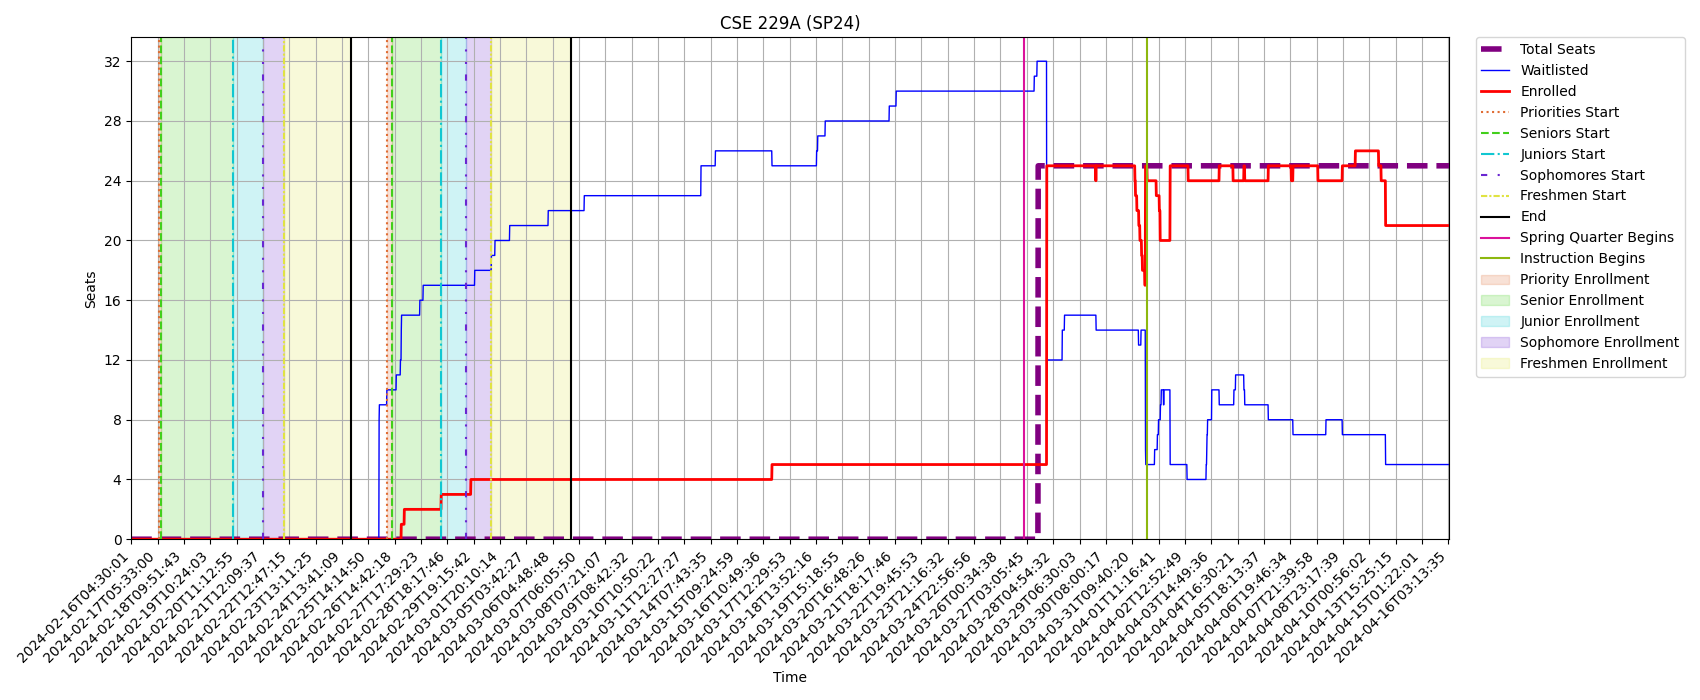 CSE 229A (SP24)
Seats
32
28
24
20
16
12
8
4
0
2024-02-16T04:30:01
2024-02-17T05:33:00
2024-02-18T09:51:43
2024-02-19T10:24:03
2024-02-20T11:12:55
2024-02-21T12:09:37
2024-02-22T12:47:15
2024-02-23T13:11:25
2024-02-24T13:41:09
2024-02-25T14:14:50
2024-02-26T14:42:18
2024-02-27T17:29:23
2024-02-28T18:17:46
2024-02-29T19:15:42
2024-03-01T20:10:14
2024-03-05T03:42:27
2024-03-06T04:48:48
2024-03-07T06:05:50
2024-03-08T07:21:07
2024-03-09T08:42:32
2024-03-10T10:50:22
2024-03-11T12:27:27
2024-03-14T07:43:35
2024-03-15T09:24:59
2024-03-16T10:49:36
2024-03-17T12:29:53
2024-03-18T13:52:16
2024-03-19T15:18:55
2024-03-20T16:48:26
2024-03-21T18:17:46
2024-03-22T19:45:53
2024-03-23T21:16:32
2024-03-24T22:56:56
2024-03-26T00:34:38
2024-03-27T03:05:45
2024-03-28T04:54:32
2024-03-29T06:30:03
2024-03-30T08:00:17
2024-03-31T09:40:20
2024-04-01T11:16:41
2024-04-02T12:52:49
2024-04-03T14:49:36
2024-04-04T16:30:21
2024-04-05T18:13:37
2024-04-06T19:46:34
2024-04-07T21:39:58
2024-04-08T23:17:39
2024-04-10T00:56:02
2024-04-13T15:25:15
2024-04-15T01:22:01
2024-04-16T03:13:35
Time
Total Seats
Waitlisted
Enrolled
Priorities Start
Seniors Start
Juniors Start
Sophomores Start
Freshmen Start
End
Spring Quarter Begins
Instruction Begins
Priority Enrollment
Senior Enrollment
Junior Enrollment
Sophomore Enrollment
Freshmen Enrollment